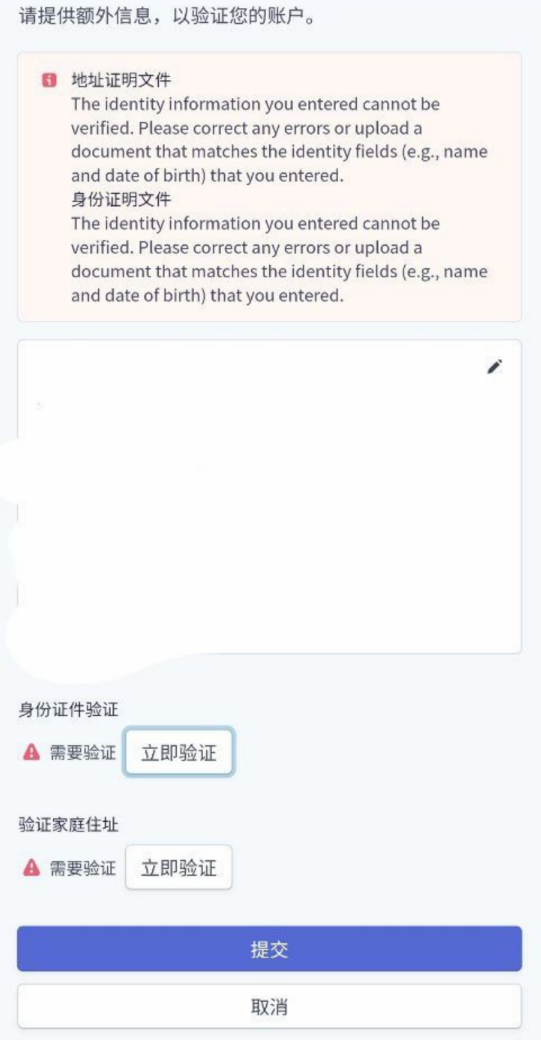 请提供额外信息，以验证您的账户。
地址证明文件
The identity information you entered cannot be
verified. Please correct any errors or upload a
document that matches the identity fields (e.g., name
and date of birth) that you entered.
身份证明文件
The identity information you entered cannot be
verified. Please correct any errors or upload a
document that matches the identity fields (e.g., name
and date of birth) that you entered.
身份证件验证
需要验证 立即验证
验证家庭住址
需要验证 立即验证
提交
取消